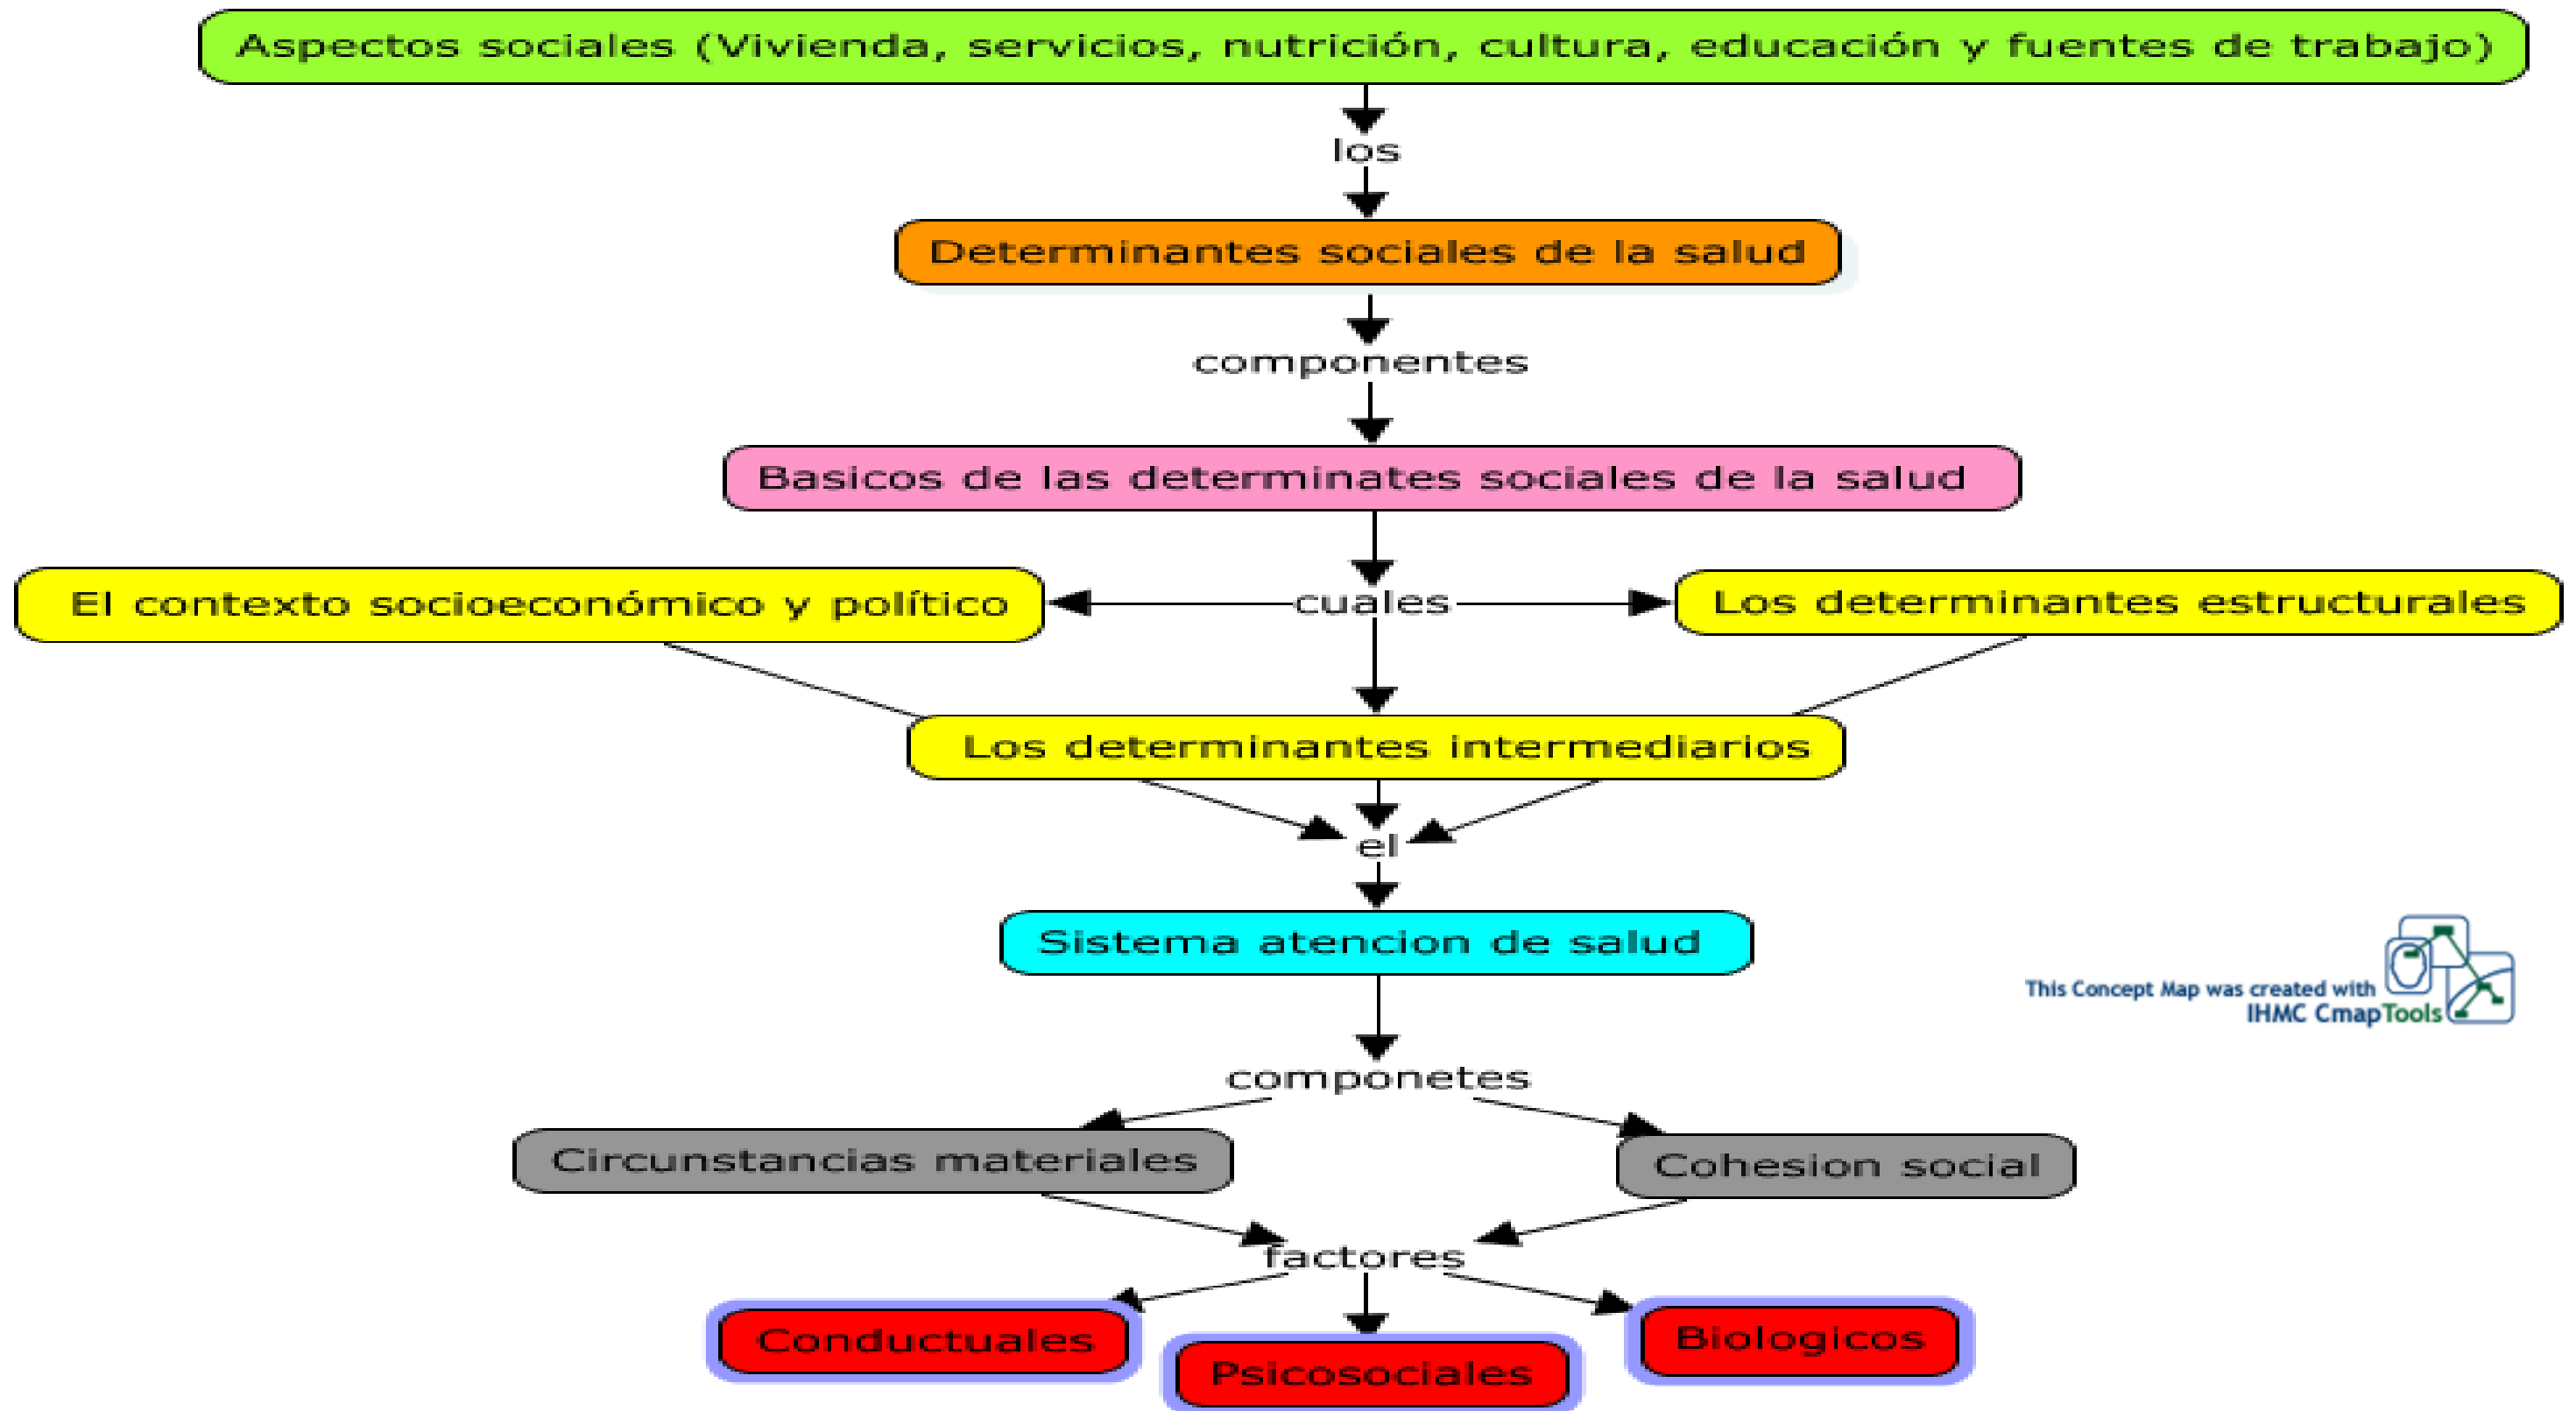 Aspectos sociales (Vivienda, servicios, nutrición, cultura, educación y fuentes de trabajo)
los
Determinantes sociales de la salud
componentes
Basicos de las determinates sociales de la salud
El contexto socioeconómico y político
cuales
Los determinantes estructurales
Los determinantes intermediarios
el
Sistema atencion de salud
This Concept Map was created with
IHMC CmapTools
componetes
Circunstancias materiales
Cohesion social
factores
Conductuales
Psicosociales
Biologicos